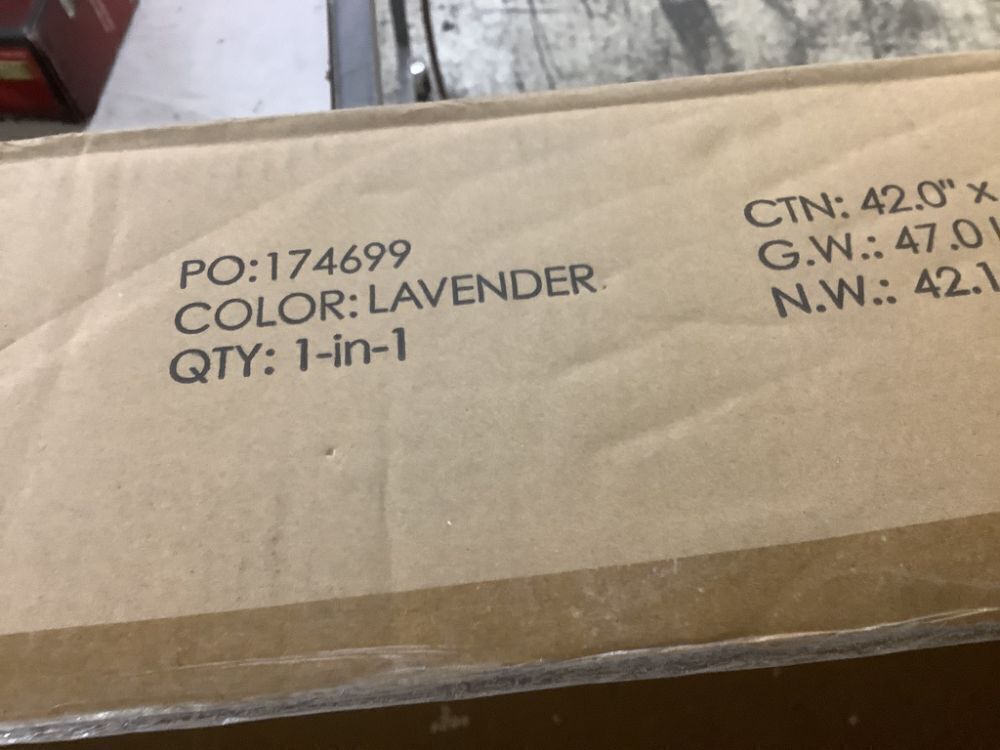 PO:174699
COLOR: LAVENDER
QTY: 1-in-1
CTN: 42.0" x
G.W.: 47.0
N.W.: 42.1